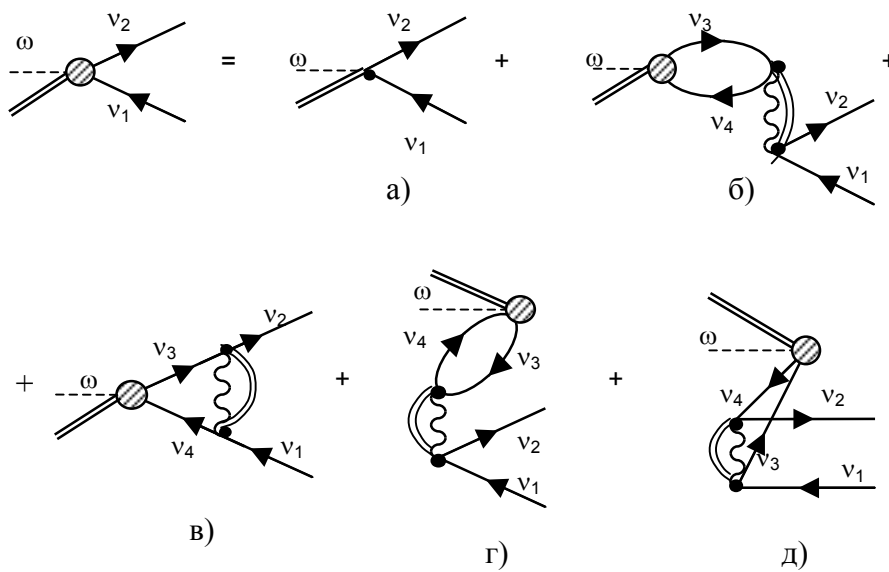 ω ν₂ ν₁ = ω ν₂ ν₁ + ω ν₃ ν₄ ν₂ ν₁ +
а) б)
+ ω ν₃ ν₂ ν₄ ν₁ + ω ν₄ ν₃ ν₂ ν₁ + ω ν₄ ν₂ ν₃ ν₁
в) г) д)